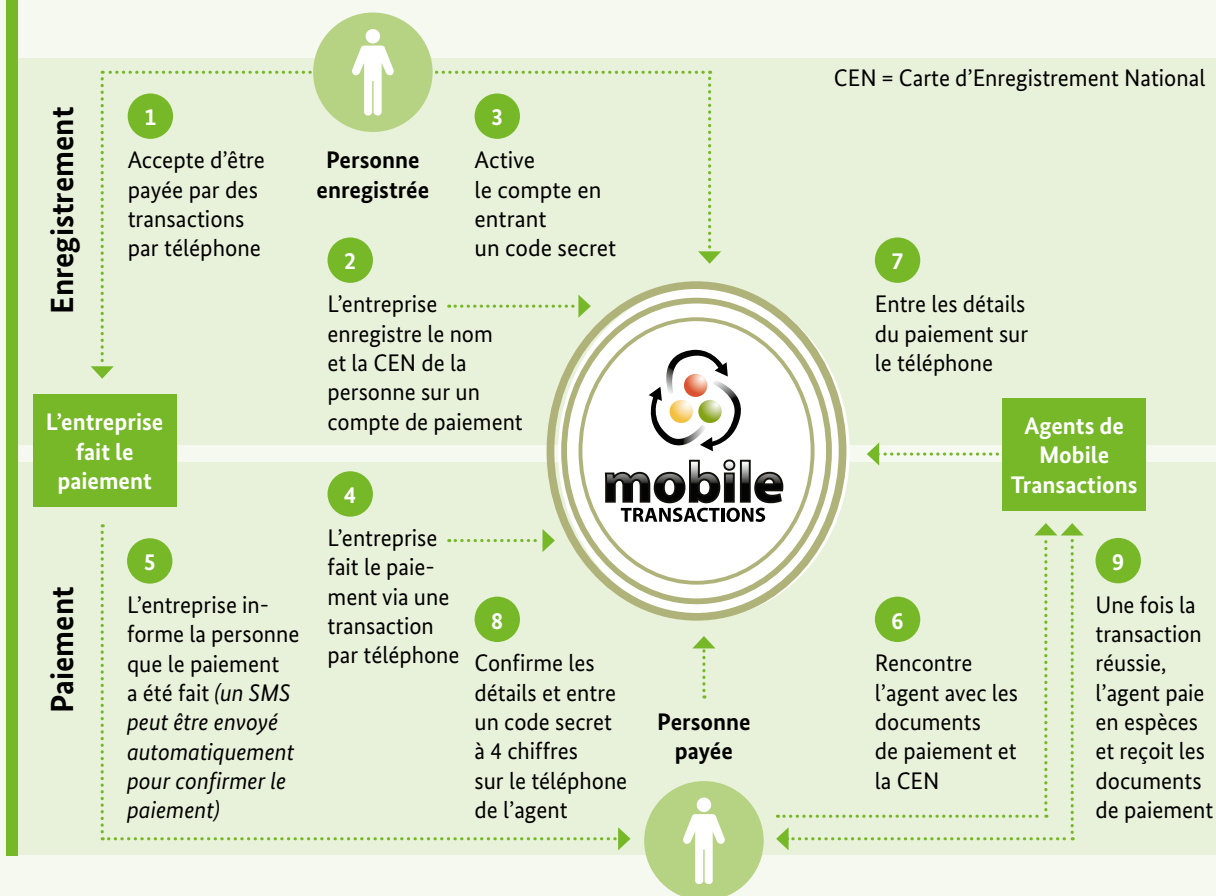 CEN = Carte d'Enregistrement National
Enregistrement
1
Accepte d'être
payée par des
transactions
par téléphone
Personne
enregistrée
3
Active
le compte en
entrant
un code secret
2
L'entreprise
enregistre le nom
et la CEN de la
personne sur un
compte de paiement
7
Entre les détails
du paiement sur
le téléphone
L'entreprise
fait le
paiement
mobile
TRANSACTIONS
Agents de
Mobile
Transactions
Paiement
4
L'entreprise
fait le paie-
ment via une
transaction
par téléphone
5
L'entreprise in-
forme la personne
que le paiement
a été fait (un SMS
peut être envoyé
automatiquement
pour confirmer le
paiement)
8
Confirme les
détails et entre
un code secret
à 4 chiffres
sur le téléphone
de l'agent
Personne
payée
6
Rencontre
l'agent avec les
documents
de paiement et
la CEN
9
Une fois la
transaction
réussie,
l'agent paie
en espèces
et reçoit les
documents
de paiement